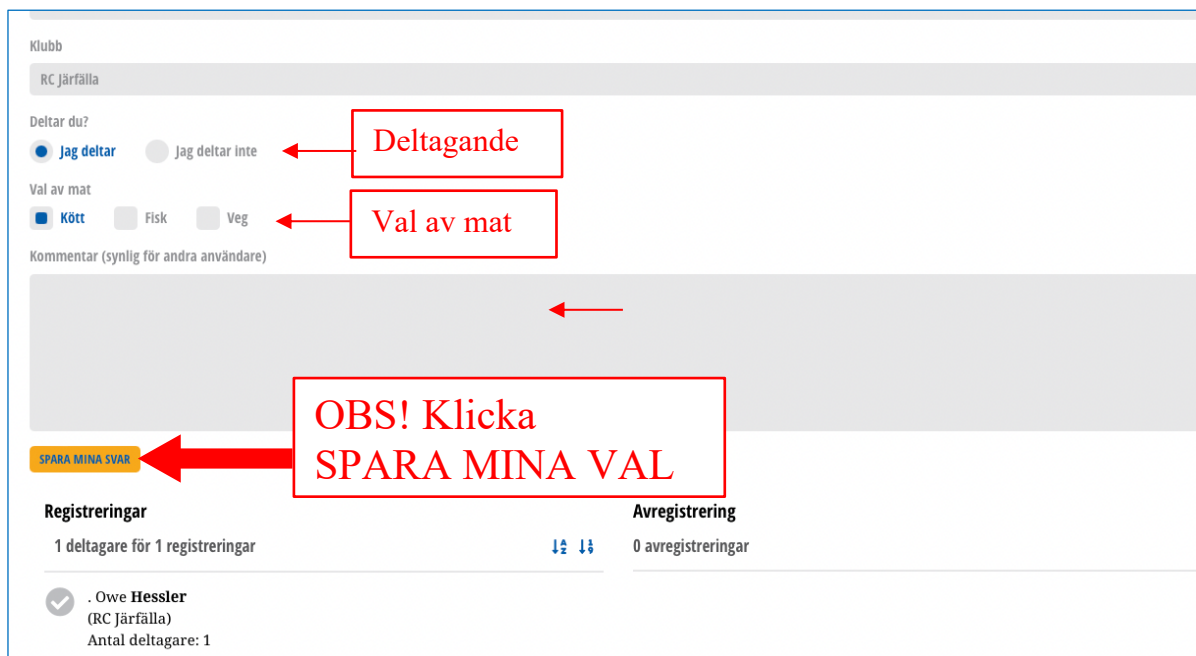 Klubb
RC Järfälla
Deltar du?
Jag deltar Jag deltar inte
Deltagande
Val av mat
Kött Fisk Veg
Val av mat
Kommentar (synlig för andra användare)
OBS! Klicka
SPARA MINA VAL
SPARA MINA SVAR
Registreringar
1 deltagare för 1 registreringar
Avregistrering
0 avregistreringar
. Owe Hessler
(RC Järfälla)
Antal deltagare: 1